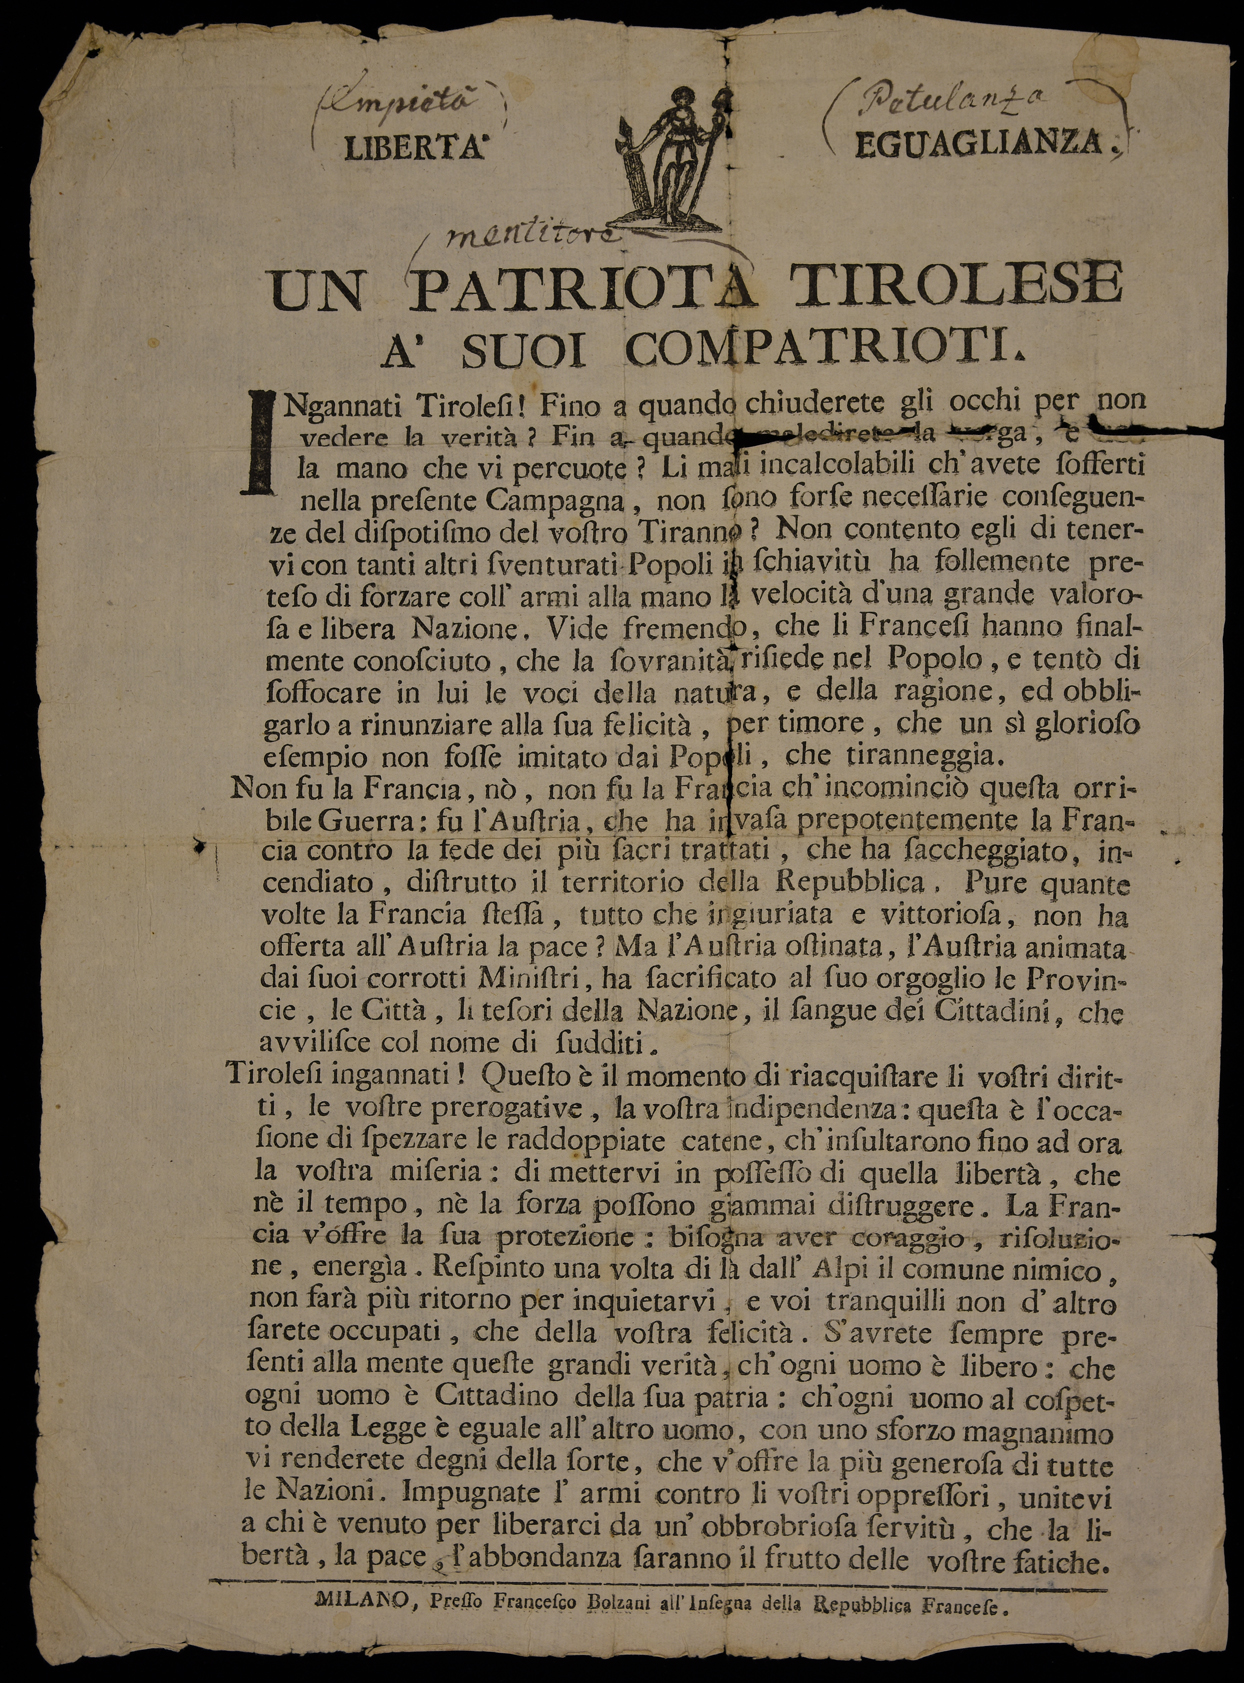 Empietà
Petulanza
LIBERTA'
EGUAGLIANZA.
mentitore
UN PATRIOTA TIROLESE
A' SUOI COMPATRIOTI.
INgannati Tiroleſi! Fino a quando chiuderete gli occhi per non
vedere la verità? Fin a quando maledirete la verga, e
la mano che vi percuote? Li mali incalcolabili ch'avete ſofferti
nella preſente Campagna, non ſono forſe neceſſarie conſeguen-
ze del diſpotiſmo del voſtro Tiranno? Non contento egli di tener-
vi con tanti altri ſventurati Popoli in ſchiavitù ha follemente pre-
teſo di forzare coll' armi alla mano la velocità d'una grande valoro-
ſa e libera Nazione. Vide fremendo, che li Franceſi hanno final-
mente conoſciuto, che la ſovranità riſiede nel Popolo, e tentò di
ſoffocare in lui le voci della natura, e della ragione, ed obbli-
garlo a rinunziare alla ſua felicità, per timore, che un sì glorioſo
eſempio non foſſe imitato dai Popoli, che tiranneggia.
Non fu la Francia, nò, non fu la Francia ch'incominciò queſta orri-
bile Guerra: fu l'Auſtria, che ha invaſa prepotentemente la Fran-
cia contro la fede dei più ſacri trattati, che ha ſaccheggiato, in-
cendiato, diſtrutto il territorio della Repubblica. Pure quante
volte la Francia ſteſſa, tutto che ingiuriata e vittorioſa, non ha
offerta all'Auſtria la pace? Ma l'Auſtria oſtinata, l'Auſtria animata
dai ſuoi corrotti Miniſtri, ha ſacrificato al ſuo orgoglio le Provin-
cie, le Città, li teſori della Nazione, il ſangue dei Cittadini, che
avviliſce col nome di ſudditi.
Tiroleſi ingannati! Queſto è il momento di riacquiſtare li voſtri dirit-
ti, le voſtre prerogative, la voſtra indipendenza: queſta è l'occa-
ſione di ſpezzare le raddoppiate catene, ch'inſultarono fino ad ora
la voſtra miſeria: di mettervi in poſſeſſo di quella libertà, che
nè il tempo, nè la forza poſſono giammai diſtruggere. La Fran-
cia v'offre la ſua protezione: biſogna aver coraggio, riſoluzio-
ne, energìa. Reſpinto una volta di là dall' Alpi il comune nimico,
non farà più ritorno per inquietarvi, e voi tranquilli non d'altro
ſarete occupati, che della voſtra felicità. S'avrete ſempre pre-
ſenti alla mente queſte grandi verità, ch'ogni uomo è libero: che
ogni uomo è Cittadino della ſua patria: ch'ogni uomo al coſpet-
to della Legge è eguale all'altro uomo, con uno sforzo magnanimo
vi renderete degni della ſorte, che v'offre la più generoſa di tutte
le Nazioni. Impugnate l' armi contro li voſtri oppreſſori, unitevi
a chi è venuto per liberarci da un' obbrobrioſa ſervitù, che la li-
bertà, la pace, l'abbondanza ſaranno il frutto delle voſtre fatiche.
MILANO, Preſſo Franceſco Bolzani all'Inſegna della Repubblica Franceſe.